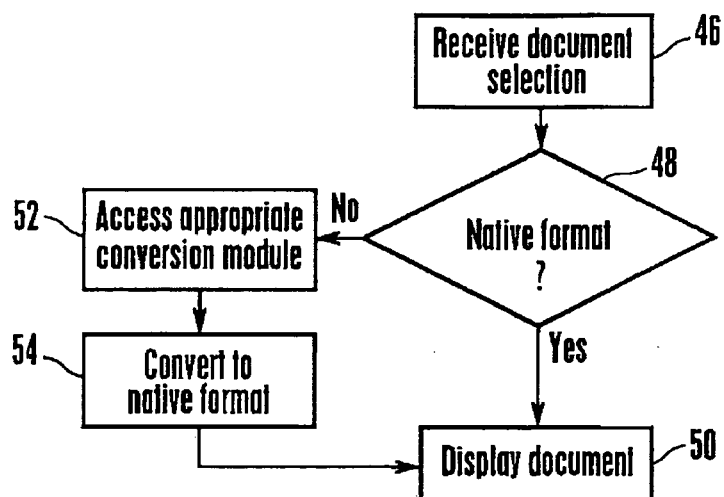 Receive document
selection
46
48
Native format
?
No
52
Access appropriate
conversion module
54
Convert to
native format
Yes
Display document
50